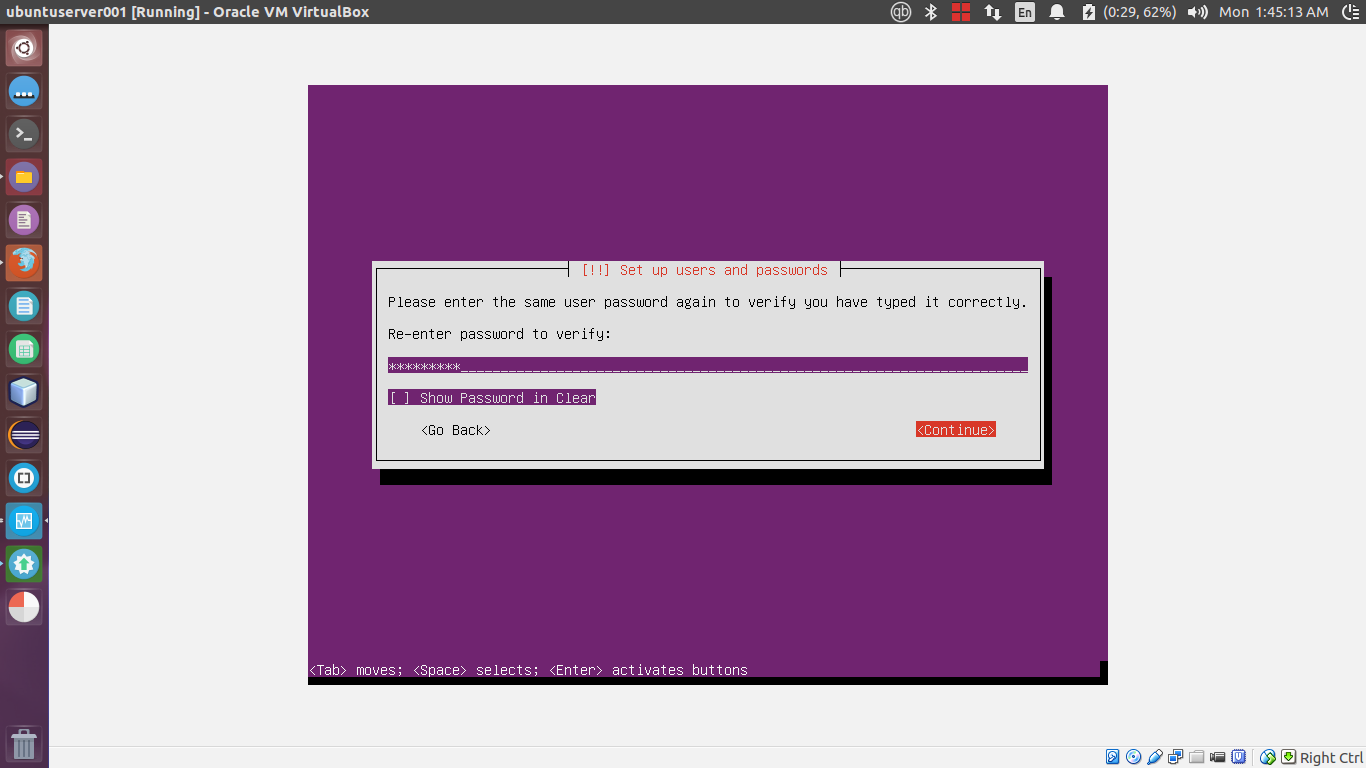 ubuntuserver001 [Running] - Oracle VM VirtualBox
qb
En
(0:29, 62%)
Mon 1:45:13 AM
[!!] Set up users and passwords
Please enter the same user password again to verify you have typed it correctly.
Re-enter password to verify:
*********
[ ] Show Password in Clear
<Go Back>
<Continue>
<Tab> moves; <Space> selects; <Enter> activates buttons
Right Ctrl